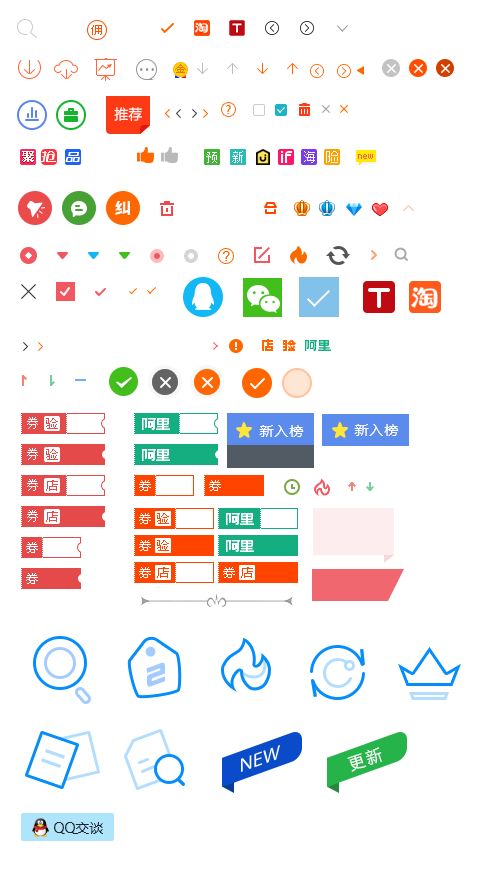 佣 淘 T
推荐
聚 抢 品 预 新 U if 海 险 new
纠
T 淘
店 验 阿里
券 验 阿里 新入榜 新入榜
券 验 阿里
券 店 券 券
券 店 券 验 阿里
券 券 验 阿里
券 券 店 券 店
NEW 更新
QQ交谈